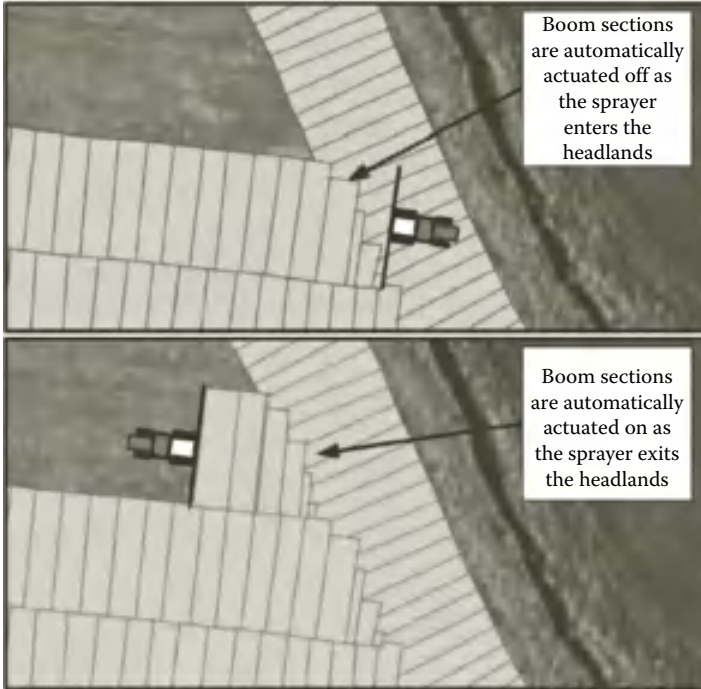 Boom sections
are automatically
actuated off as
the sprayer
enters the
headlands
Boom sections
are automatically
actuated on as
the sprayer exits
the headlands